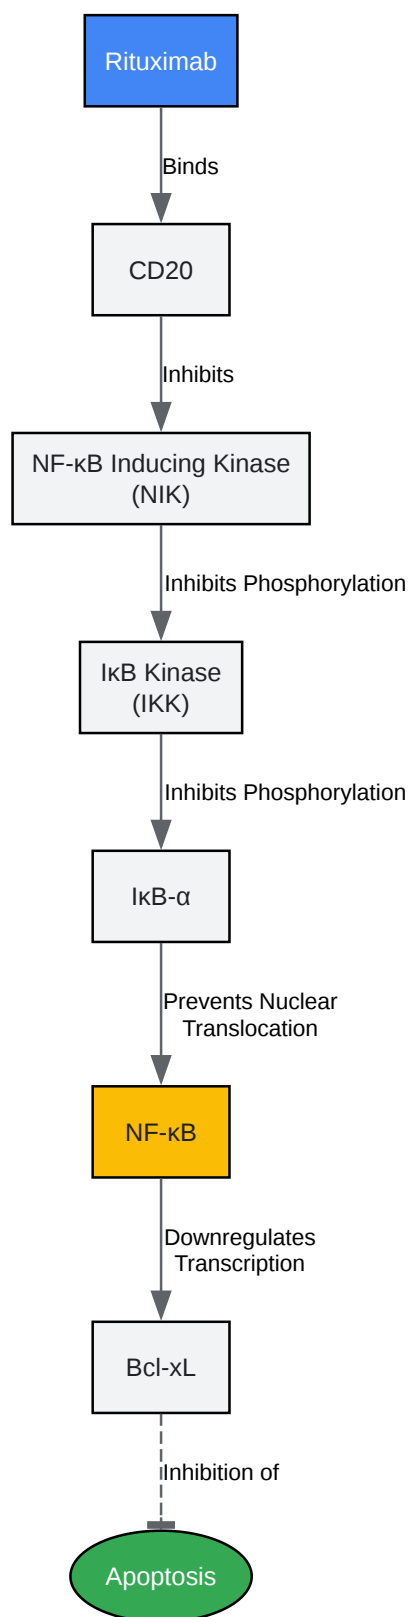 Rituximab
Binds
CD20
Inhibits
NF-κB Inducing Kinase
(NIK)
Inhibits Phosphorylation
IκB Kinase
(IKK)
Inhibits Phosphorylation
IκB-α
Prevents Nuclear
Translocation
NF-κB
Downregulates
Transcription
Bcl-xL
Inhibition of
Apoptosis